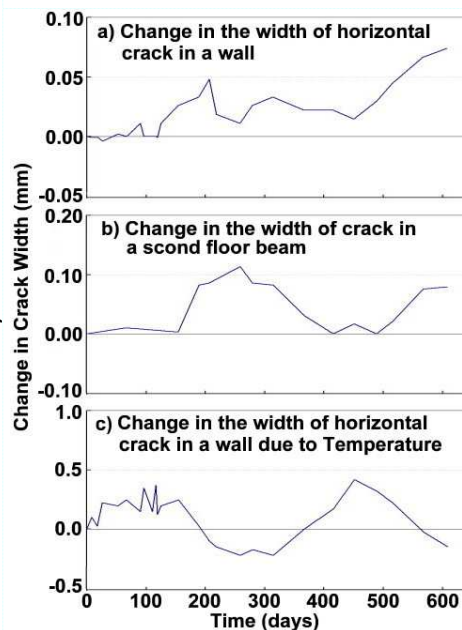 0.10
a) Change in the width of horizontal
crack in a wall
0.05
0.00
-0.05
0.20
b) Change in the width of crack in
a scond floor beam
0.10
0.00
-0.10
1.0
c) Change in the width of horizontal
crack in a wall due to Temperature
0.5
0.0
-0.5
0 100 200 300 400 500 600
Time (days)
Change in Crack Width (mm)